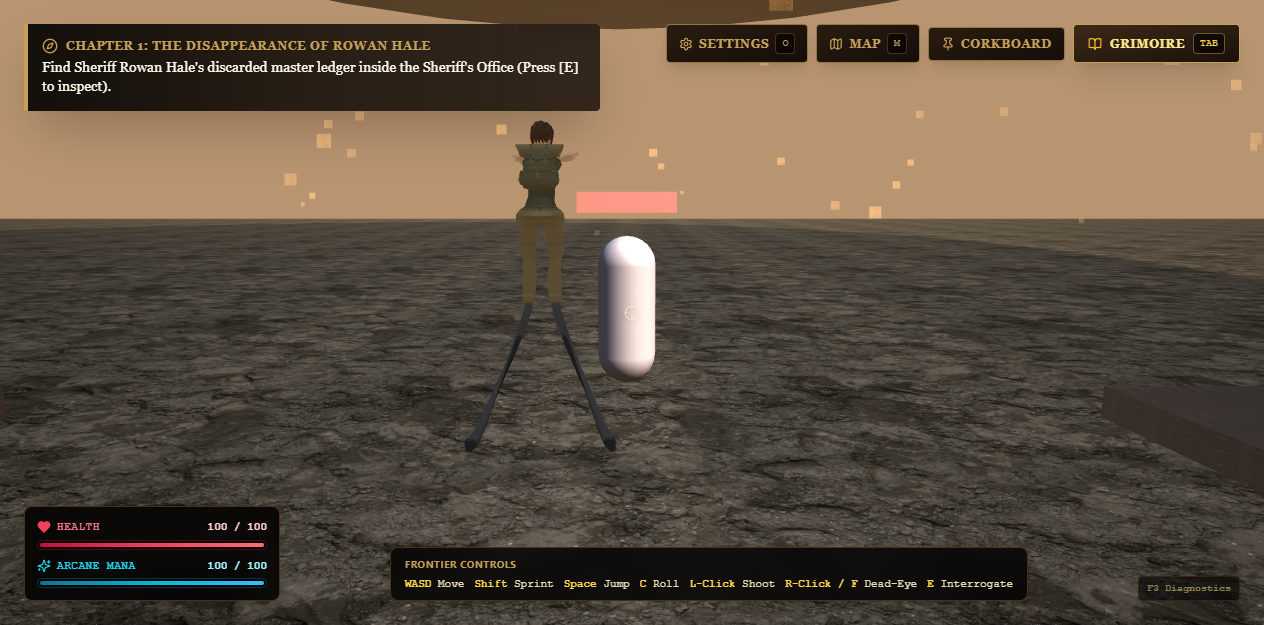 CHAPTER 1: THE DISAPPEARANCE OF ROWAN HALE
Find Sheriff Rowan Hale's discarded master ledger inside the Sheriff's Office (Press [E]
to inspect).
SETTINGS O
MAP M
CORKBOARD
GRIMOIRE TAB
HEALTH 100 / 100
ARCANE MANA 100 / 100
FRONTIER CONTROLS
WASD Move Shift Sprint Space Jump C Roll L-Click Shoot R-Click / F Dead-Eye E Interrogate
F3 Diagnostics